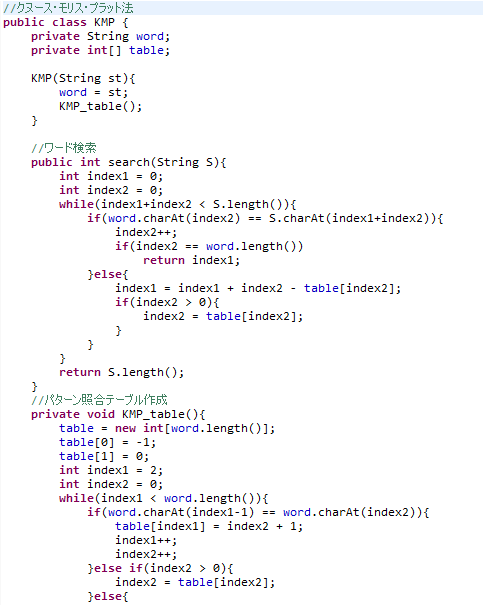 //クヌース・モリス・プラット法
public class KMP {
    private String word;
    private int[] table;

    KMP(String st){
        word = st;
        KMP_table();
    }

    //ワード検索
    public int search(String S){
        int index1 = 0;
        int index2 = 0;
        while(index1+index2 < S.length()){
            if(word.charAt(index2) == S.charAt(index1+index2)){
                index2++;
                if(index2 == word.length())
                    return index1;
            }else{
                index1 = index1 + index2 - table[index2];
                if(index2 > 0){
                    index2 = table[index2];
                }
            }
        }
        return S.length();
    }
    //パターン照合テーブル作成
    private void KMP_table(){
        table = new int[word.length()];
        table[0] = -1;
        table[1] = 0;
        int index1 = 2;
        int index2 = 0;
        while(index1 < word.length()){
            if(word.charAt(index1-1) == word.charAt(index2)){
                table[index1] = index2 + 1;
                index1++;
                index2++;
            }else if(index2 > 0){
                index2 = table[index2];
            }else{